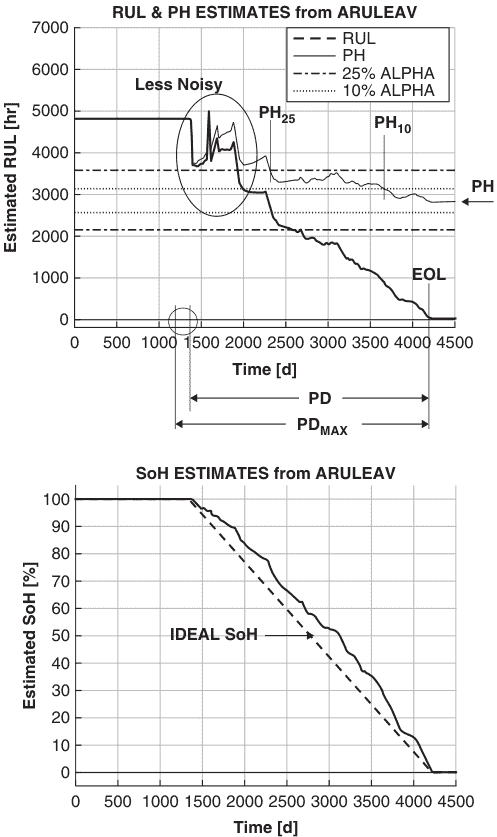 RUL & PH ESTIMATES from ARULEAV
7000
6000
5000
4000
3000
2000
1000
0
Estimated RUL [hr]
RUL
PH
25% ALPHA
10% ALPHA
Less Noisy
PH25
PH10
PH
EOL
0 500 1000 1500 2000 2500 3000 3500 4000 4500
Time [d]
PD
PDMAX
SoH ESTIMATES from ARULEAV
100
90
80
70
60
50
40
30
20
10
0
Estimated SoH [%]
IDEAL SoH
0 500 1000 1500 2000 2500 3000 3500 4000 4500
Time [d]